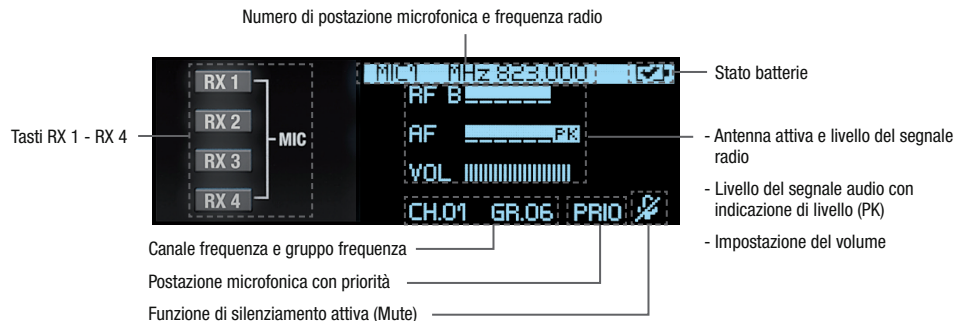 Numero di postazione microfonica e frequenza radio
RX 1
RX 2
RX 3
RX 4
MIC
Tasti RX 1 - RX 4
MIC1 MHz 823.000
RF B
AF PK
VOL
CH.01 GR.06 PRIO
Stato batterie
- Antenna attiva e livello del segnale
radio
- Livello del segnale audio con
indicazione di livello (PK)
- Impostazione del volume
Canale frequenza e gruppo frequenza
Postazione microfonica con priorità
Funzione di silenziamento attiva (Mute)